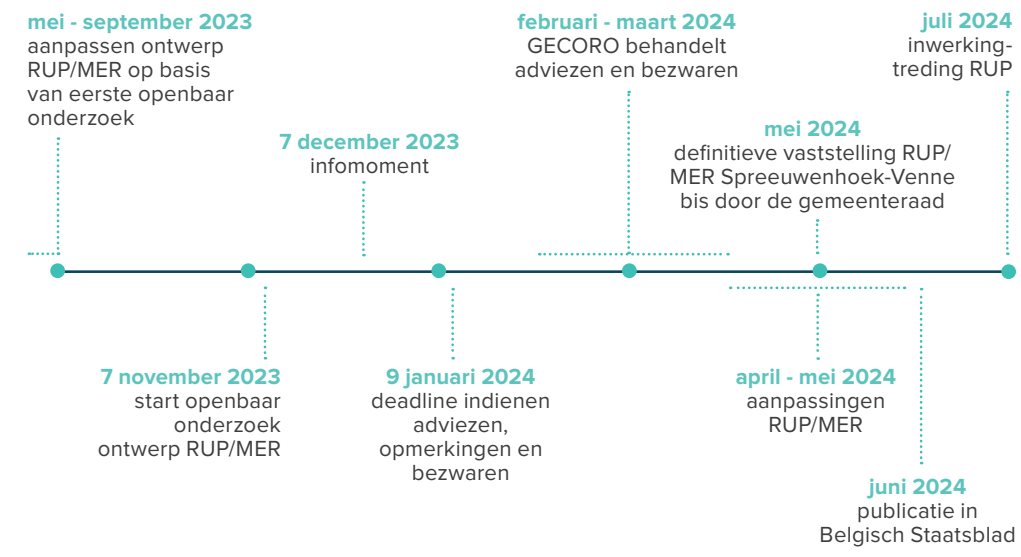 mei - september 2023
aanpassen ontwerp
RUP/MER op basis
van eerste openbaar
onderzoek
7 november 2023
start openbaar
onderzoek
ontwerp RUP/MER
7 december 2023
infomoment
9 januari 2024
deadline indienen
adviezen,
opmerkingen en
bezwaren
februari - maart 2024
GECORO behandelt
adviezen en bezwaren
april - mei 2024
aanpassingen
RUP/MER
mei 2024
definitieve vaststelling RUP/
MER Spreeuwenhoek-Venne
bis door de gemeenteraad
juni 2024
publicatie in
Belgisch Staatsblad
juli 2024
inwerking-
treding RUP